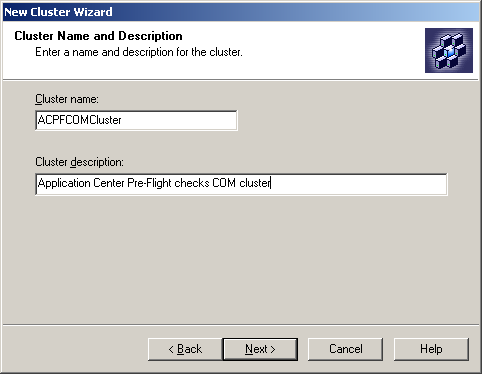 New Cluster Wizard
Cluster Name and Description
Enter a name and description for the cluster.
Cluster name:
ACPFCOMCluster
Cluster description:
Application Center Pre-Flight checks COM cluster
< Back
Next >
Cancel
Help